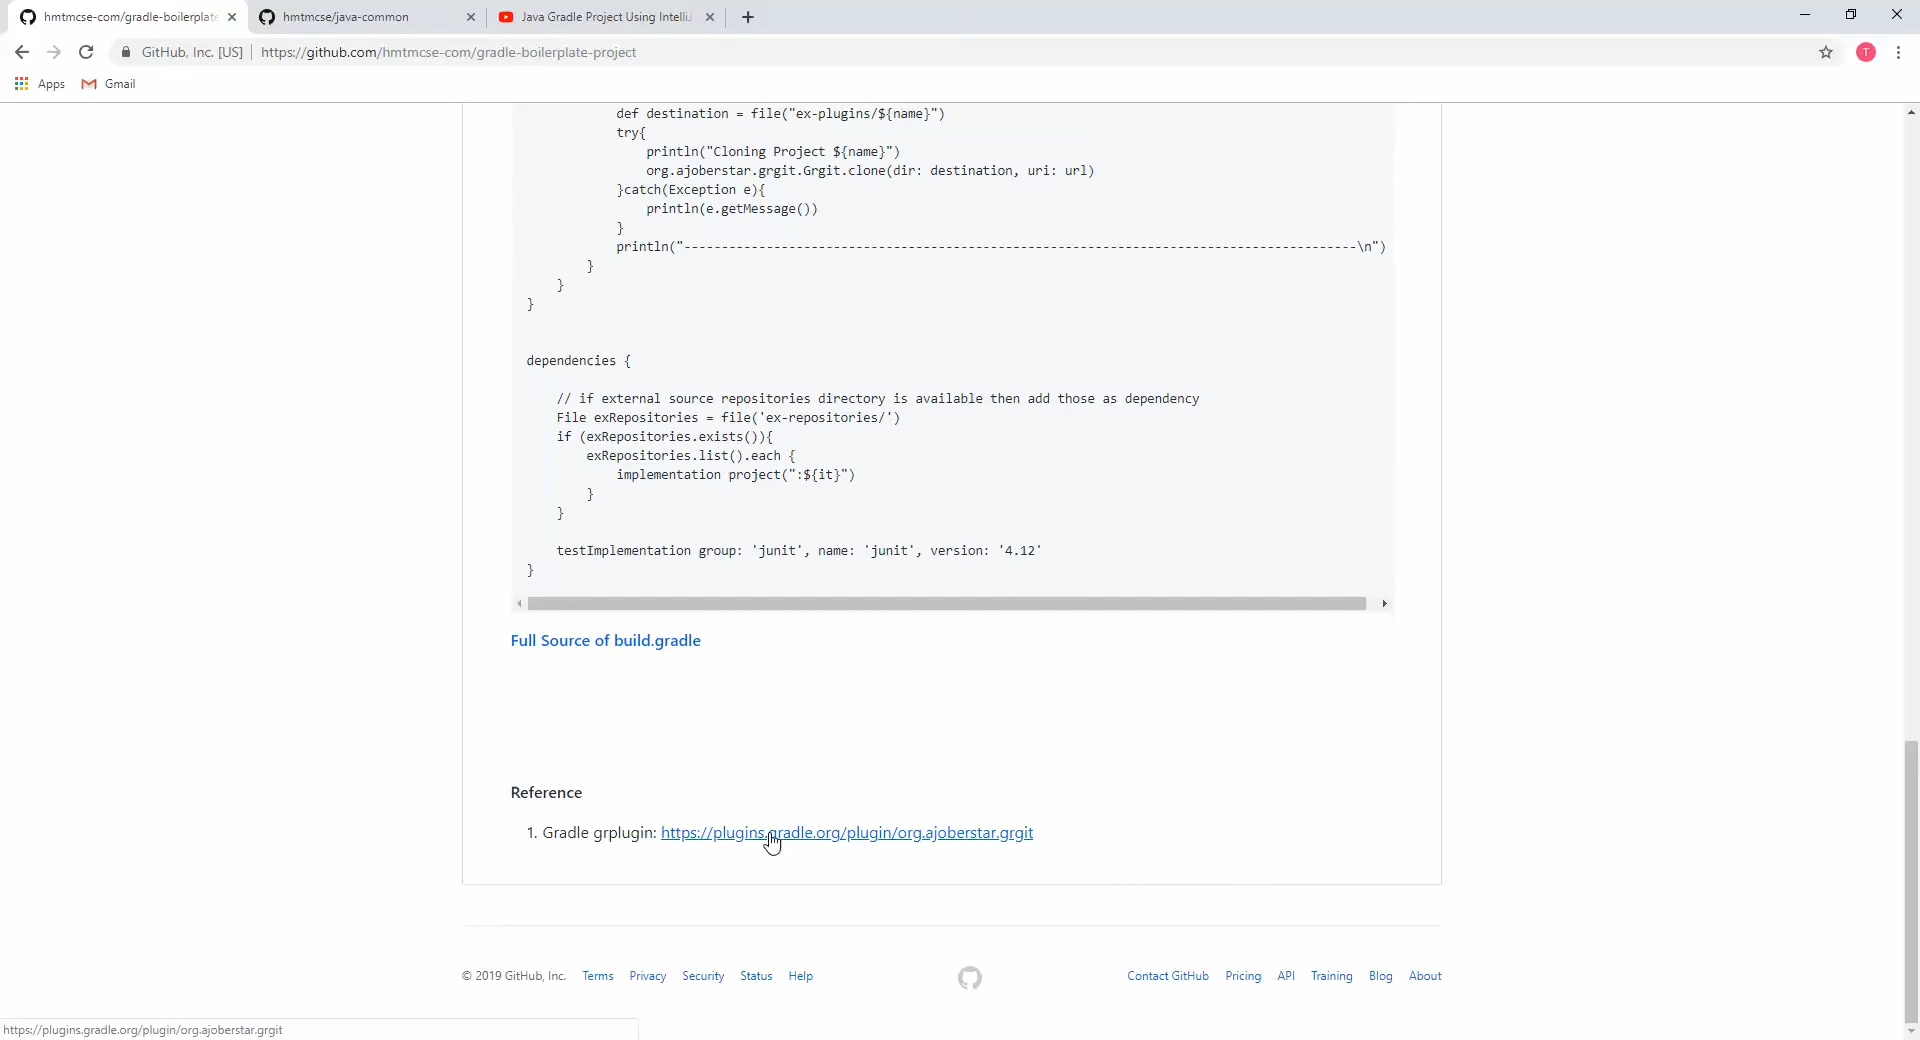 hmtmcse-com/gradle-boilerplate
hmtmcse/java-common
Java Gradle Project Using IntelliJ
GitHub, Inc. [US]
https://github.com/hmtmcse-com/gradle-boilerplate-project
T
Apps
Gmail
def destination = file("ex-plugins/${name}")
try{
println("Cloning Project ${name}")
org.ajoberstar.grgit.Grgit.clone(dir: destination, uri: url)
}catch(Exception e){
println(e.getMessage())
}
println("------------------------------------------------------------------------------------------\n")
}
}
}
dependencies {
// if external source repositories directory is available then add those as dependency
File exRepositories = file('ex-repositories/')
if (exRepositories.exists()){
exRepositories.list().each {
implementation project(":${it}")
}
}
testImplementation group: 'junit', name: 'junit', version: '4.12'
}
Full Source of build.gradle
Reference
1. Gradle grplugin: https://plugins.gradle.org/plugin/org.ajoberstar.grgit
© 2019 GitHub, Inc. Terms Privacy Security Status Help
Contact GitHub Pricing API Training Blog About
https://plugins.gradle.org/plugin/org.ajoberstar.grgit